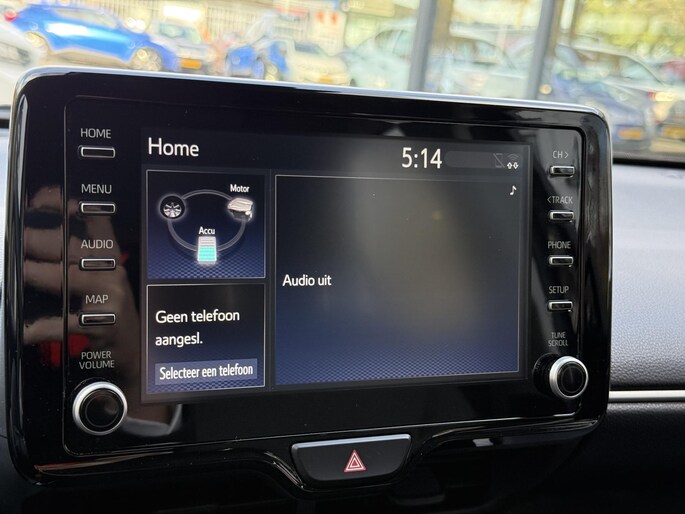 HOME
MENU
AUDIO
MAP
POWER
VOLUME
Home
5:14
Motor
Accu
Geen telefoon
aangesl.
Selecteer een telefoon
Audio uit
CH >
< TRACK
PHONE
SETUP
TUNE
SCROLL